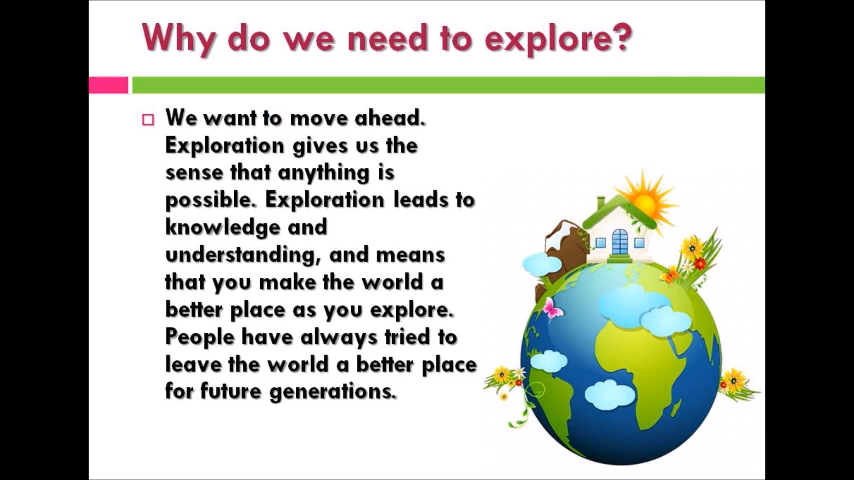 Why do we need to explore?
We want to move ahead.
Exploration gives us the
sense that anything is
possible. Exploration leads to
knowledge and
understanding, and means
that you make the world a
better place as you explore.
People have always tried to
leave the world a better place
for future generations.